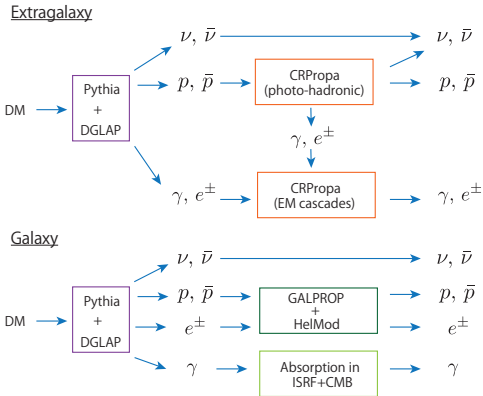 Extragalaxy
ν, ν̄
ν, ν̄
Pythia
+
DGLAP
DM
p, p̄
CRPropa
(photo-hadronic)
p, p̄
γ, e±
γ, e±
CRPropa
(EM cascades)
γ, e±
Galaxy
ν, ν̄
ν, ν̄
Pythia
+
DGLAP
DM
p, p̄
e±
GALPROP
+
HelMod
p, p̄
e±
γ
Absorption in
ISRF+CMB
γ